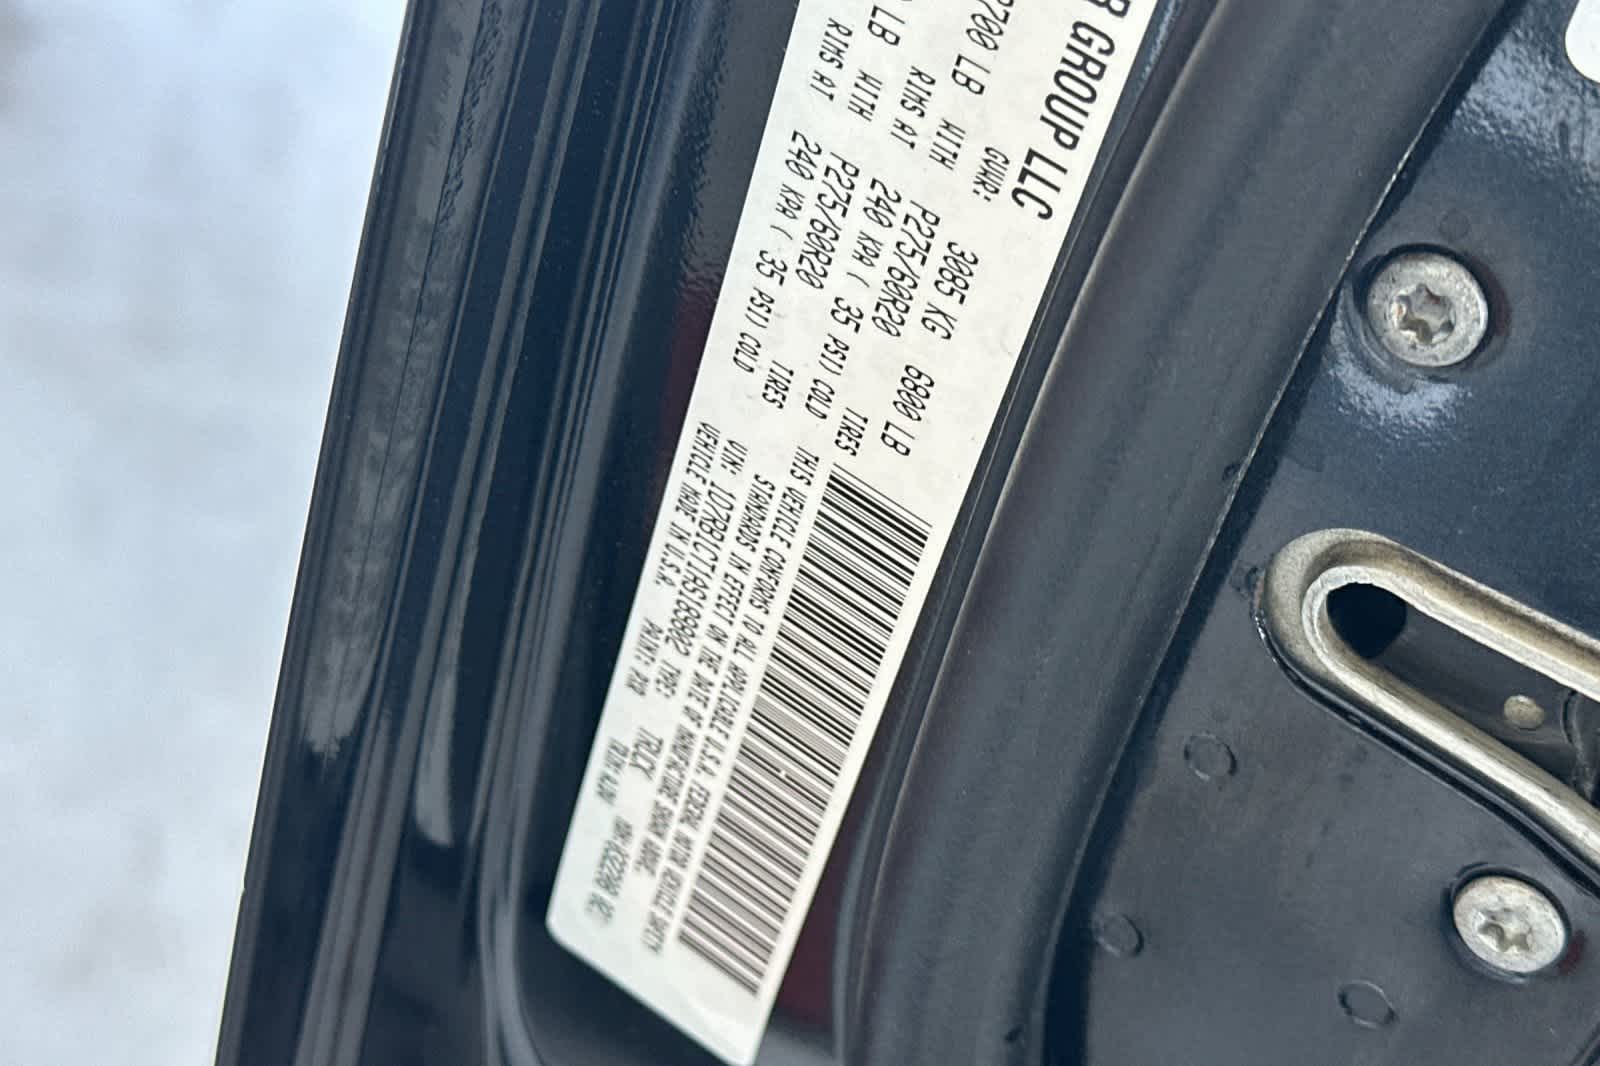 R GROUP LLC
GVWR: 3085 KG 6800 LB
2700 LB WITH P275/60R20 TIRES
RIMS AT 240 KPA ( 35 PSI) COLD
LB WITH P275/60R20 TIRES
RIMS AT 240 KPA ( 35 PSI) COLD
THIS VEHICLE CONFORMS TO ALL APPLICABLE U.S.A. FEDERAL MOTOR VEHICLE SAFETY
STANDARDS IN EFFECT ON THE DATE OF MANUFACTURE SHOWN ABOVE.
VIN: TYPE: TRUCK
VEHICLE MADE IN U.S.A. PAINT: TRIM: